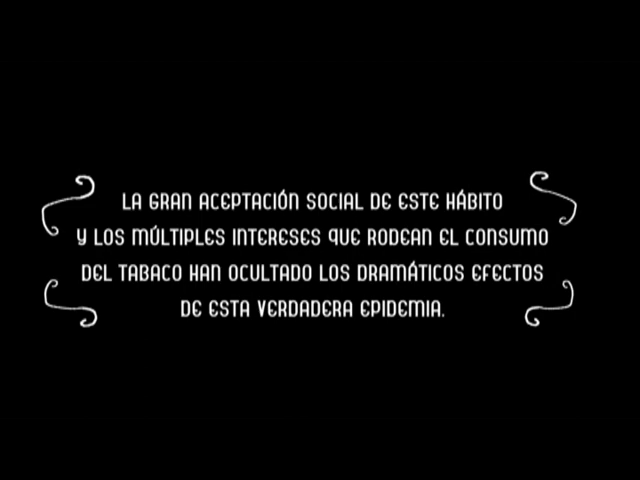 LA GRAN ACEPTACIÓN SOCIAL DE ESTE HÁBITO
Y LOS MÚLTIPLES INTERESES QUE RODEAN EL CONSUMO
DEL TABACO HAN OCULTADO LOS DRAMÁTICOS EFECTOS
DE ESTA VERDADERA EPIDEMIA.